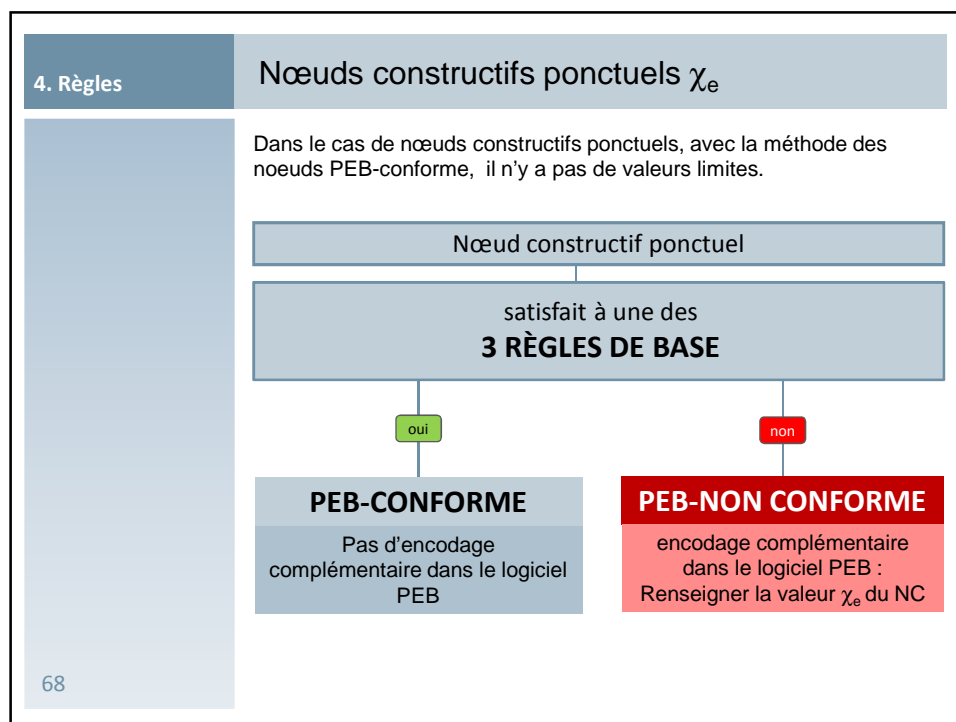 4. Règles
Nœuds constructifs ponctuels χe
Dans le cas de nœuds constructifs ponctuels, avec la méthode des
noeuds PEB-conforme, il n'y a pas de valeurs limites.
Nœud constructif ponctuel
satisfait à une des
3 RÈGLES DE BASE
oui
non
PEB-CONFORME
Pas d'encodage
complémentaire dans le logiciel
PEB
PEB-NON CONFORME
encodage complémentaire
dans le logiciel PEB :
Renseigner la valeur χe du NC
68